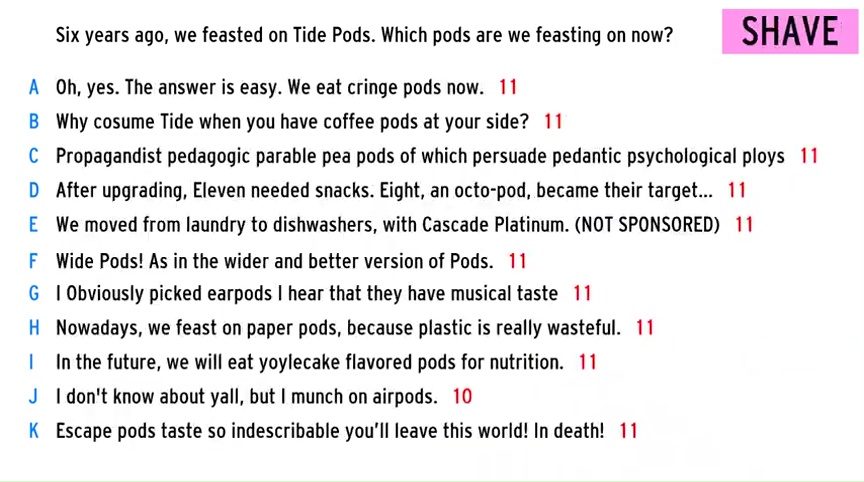 Six years ago, we feasted on Tide Pods. Which pods are we feasting on now?
SHAVE
A Oh, yes. The answer is easy. We eat cringe pods now. 11
B Why cosume Tide when you have coffee pods at your side? 11
C Propagandist pedagogic parable pea pods of which persuade pedantic psychological ploys 11
D After upgrading, Eleven needed snacks. Eight, an octo-pod, became their target... 11
E We moved from laundry to dishwashers, with Cascade Platinum. (NOT SPONSORED) 11
F Wide Pods! As in the wider and better version of Pods. 11
G I Obviously picked earpods I hear that they have musical taste 11
H Nowadays, we feast on paper pods, because plastic is really wasteful. 11
I In the future, we will eat yoylecake flavored pods for nutrition. 11
J I don't know about yall, but I munch on airpods. 10
K Escape pods taste so indescribable you'll leave this world! In death! 11